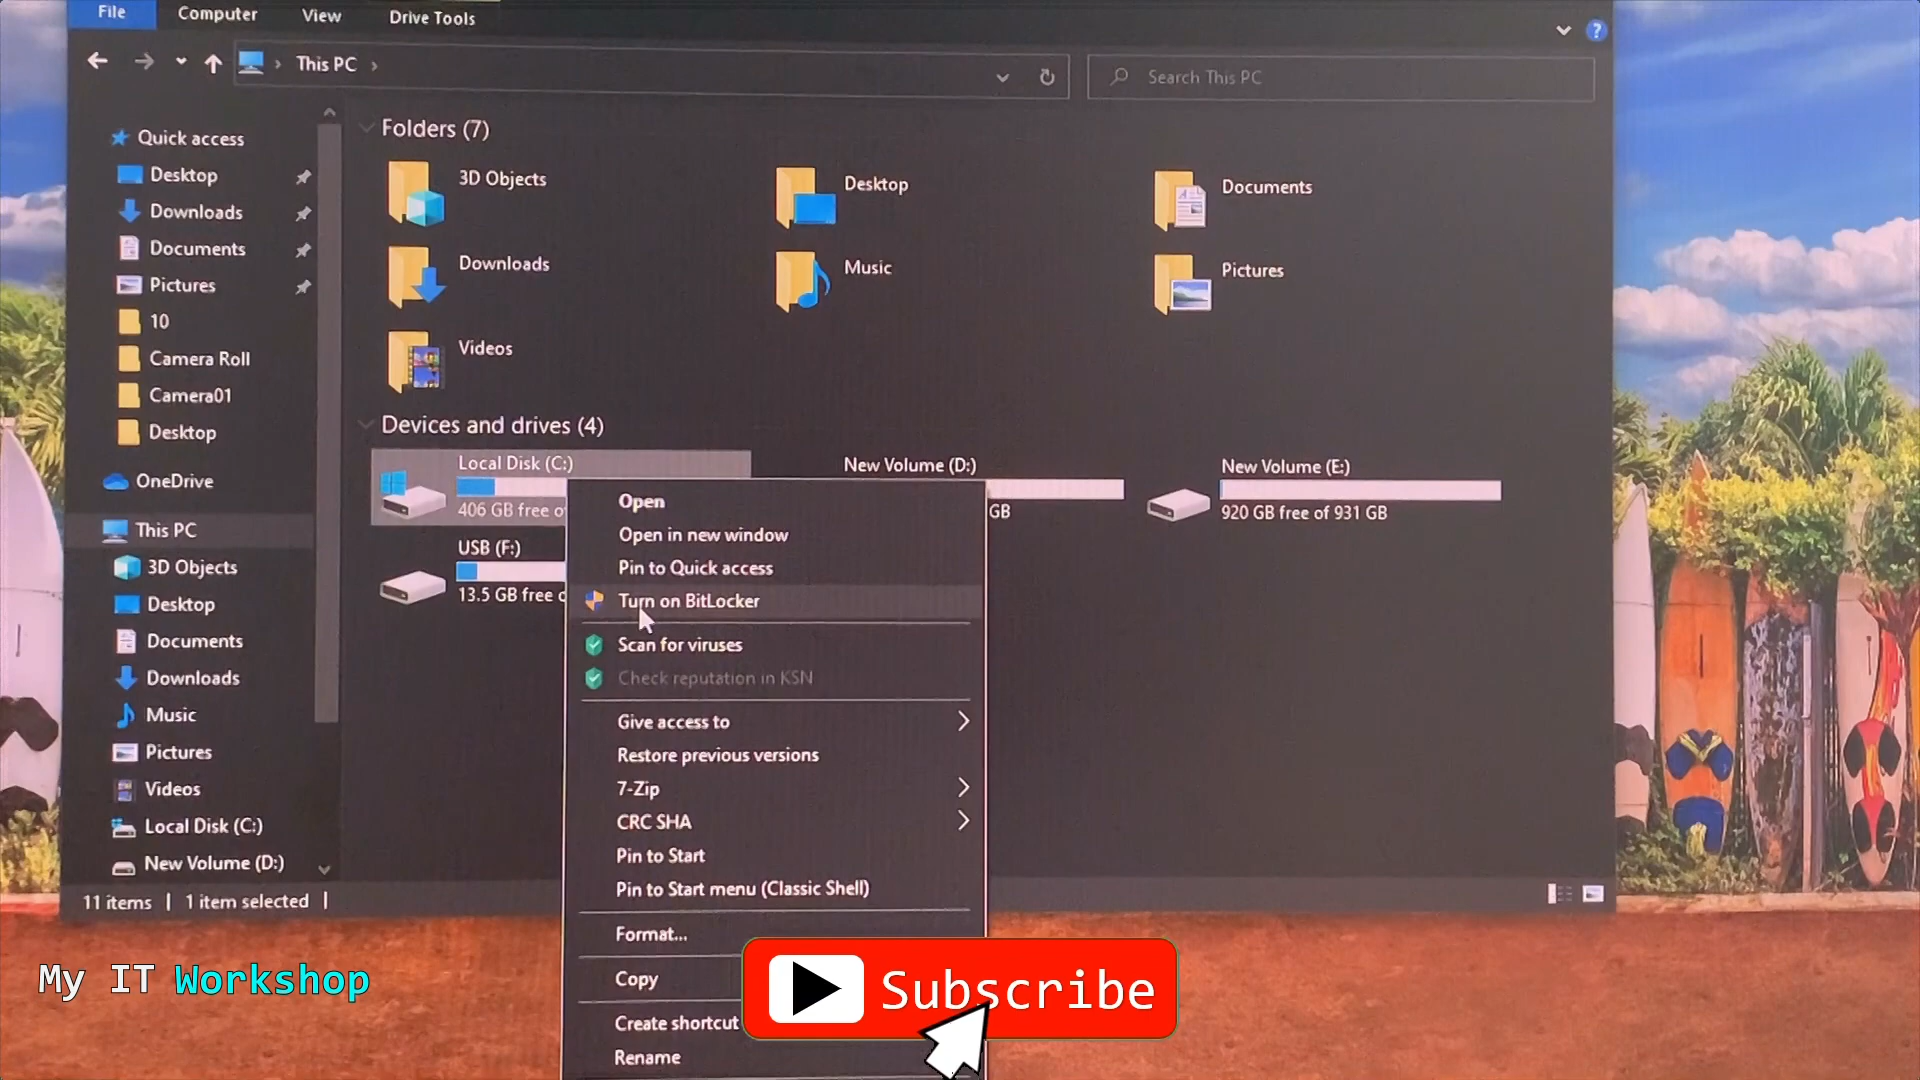 File Computer View Drive Tools
This PC
Search This PC
Quick access
Desktop
Downloads
Documents
Pictures
10
Camera Roll
Camera01
Desktop
OneDrive
This PC
3D Objects
Desktop
Documents
Downloads
Music
Pictures
Videos
Local Disk (C:)
New Volume (D:)
Folders (7)
3D Objects
Desktop
Documents
Downloads
Music
Pictures
Videos
Devices and drives (4)
Local Disk (C:)
406 GB free o
New Volume (D:)
GB
New Volume (E:)
920 GB free of 931 GB
USB (F:)
13.5 GB free
Open
Open in new window
Pin to Quick access
Turn on BitLocker
Scan for viruses
Check reputation in KSN
Give access to
Restore previous versions
7-Zip
CRC SHA
Pin to Start
Pin to Start menu (Classic Shell)
Format...
Copy
Create shortcut
Rename
11 items 1 item selected
My IT Workshop
Subscribe